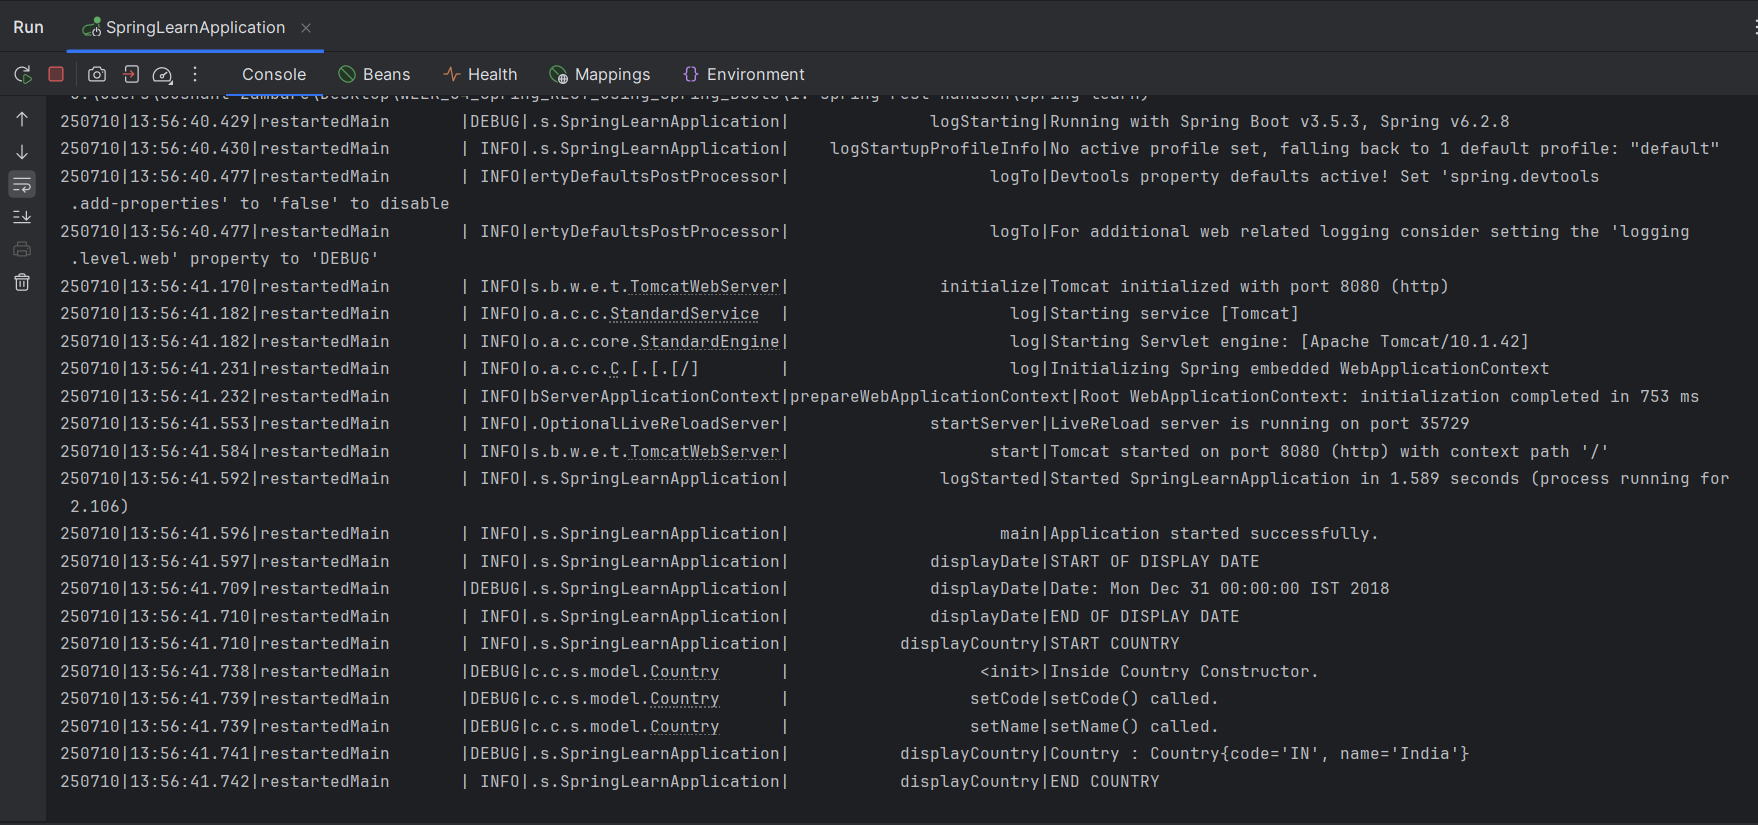 Run
SpringLearnApplication
Console Beans Health Mappings Environment
250710|13:56:40.429|restartedMain |DEBUG|.s.SpringLearnApplication| logStarting|Running with Spring Boot v3.5.3, Spring v6.2.8
250710|13:56:40.430|restartedMain | INFO|.s.SpringLearnApplication| logStartupProfileInfo|No active profile set, falling back to 1 default profile: "default"
250710|13:56:40.477|restartedMain | INFO|ertyDefaultsPostProcessor| logTo|Devtools property defaults active! Set 'spring.devtools
.add-properties' to 'false' to disable
250710|13:56:40.477|restartedMain | INFO|ertyDefaultsPostProcessor| logTo|For additional web related logging consider setting the 'logging
.level.web' property to 'DEBUG'
250710|13:56:41.170|restartedMain | INFO|s.b.w.e.t.TomcatWebServer| initialize|Tomcat initialized with port 8080 (http)
250710|13:56:41.182|restartedMain | INFO|o.a.c.c.StandardService | log|Starting service [Tomcat]
250710|13:56:41.182|restartedMain | INFO|o.a.c.core.StandardEngine| log|Starting Servlet engine: [Apache Tomcat/10.1.42]
250710|13:56:41.231|restartedMain | INFO|o.a.c.c.C.[.[.[/] | log|Initializing Spring embedded WebApplicationContext
250710|13:56:41.232|restartedMain | INFO|bServerApplicationContext|prepareWebApplicationContext|Root WebApplicationContext: initialization completed in 753 ms
250710|13:56:41.553|restartedMain | INFO|.OptionalLiveReloadServer| startServer|LiveReload server is running on port 35729
250710|13:56:41.584|restartedMain | INFO|s.b.w.e.t.TomcatWebServer| start|Tomcat started on port 8080 (http) with context path '/'
250710|13:56:41.592|restartedMain | INFO|.s.SpringLearnApplication| logStarted|Started SpringLearnApplication in 1.589 seconds (process running for
2.106)
250710|13:56:41.596|restartedMain | INFO|.s.SpringLearnApplication| main|Application started successfully.
250710|13:56:41.597|restartedMain | INFO|.s.SpringLearnApplication| displayDate|START OF DISPLAY DATE
250710|13:56:41.709|restartedMain |DEBUG|.s.SpringLearnApplication| displayDate|Date: Mon Dec 31 00:00:00 IST 2018
250710|13:56:41.710|restartedMain | INFO|.s.SpringLearnApplication| displayDate|END OF DISPLAY DATE
250710|13:56:41.710|restartedMain | INFO|.s.SpringLearnApplication| displayCountry|START COUNTRY
250710|13:56:41.738|restartedMain |DEBUG|c.c.s.model.Country | <init>|Inside Country Constructor.
250710|13:56:41.739|restartedMain |DEBUG|c.c.s.model.Country | setCode|setCode() called.
250710|13:56:41.739|restartedMain |DEBUG|c.c.s.model.Country | setName|setName() called.
250710|13:56:41.741|restartedMain |DEBUG|.s.SpringLearnApplication| displayCountry|Country : Country{code='IN', name='India'}
250710|13:56:41.742|restartedMain | INFO|.s.SpringLearnApplication| displayCountry|END COUNTRY